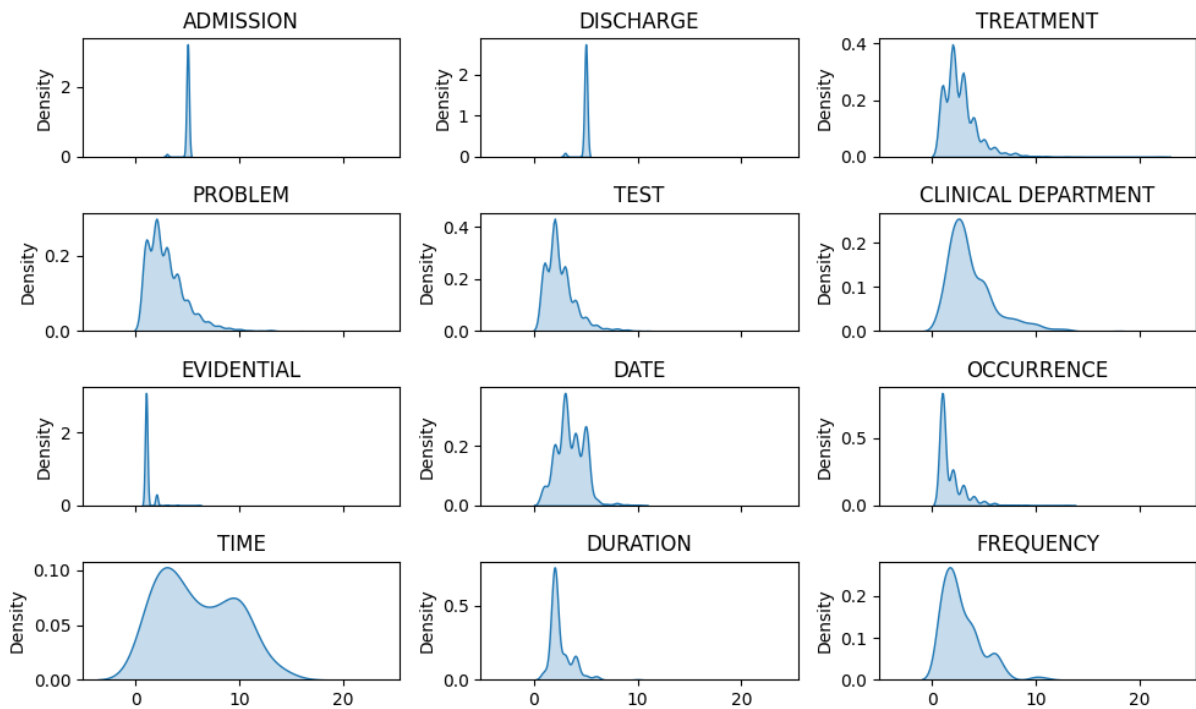 ADMISSION
DISCHARGE
TREATMENT
Density
2
0
Density
2
1
0
Density
0.4
0.2
0.0
PROBLEM
TEST
CLINICAL DEPARTMENT
Density
0.2
0.0
Density
0.4
0.2
0.0
Density
0.2
0.1
0.0
EVIDENTIAL
DATE
OCCURRENCE
Density
2
0
Density
0.2
0.0
Density
0.5
0.0
TIME
DURATION
FREQUENCY
Density
0.10
0.05
0.00
Density
0.5
0.0
Density
0.2
0.1
0.0
0 10 20
0 10 20
0 10 20